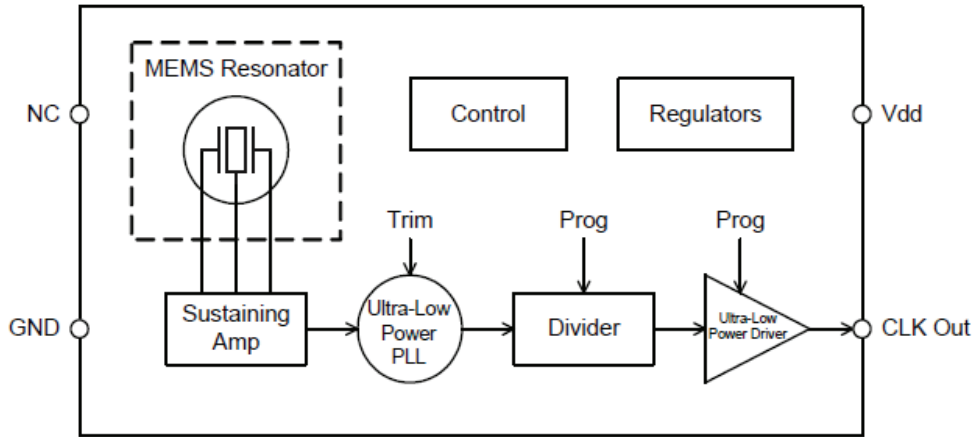 MEMS Resonator
NC
Control
Regulators
Vdd
Trim
Prog
Prog
GND
Sustaining
Amp
Ultra-Low
Power
PLL
Divider
Ultra-Low
Power Driver
CLK Out